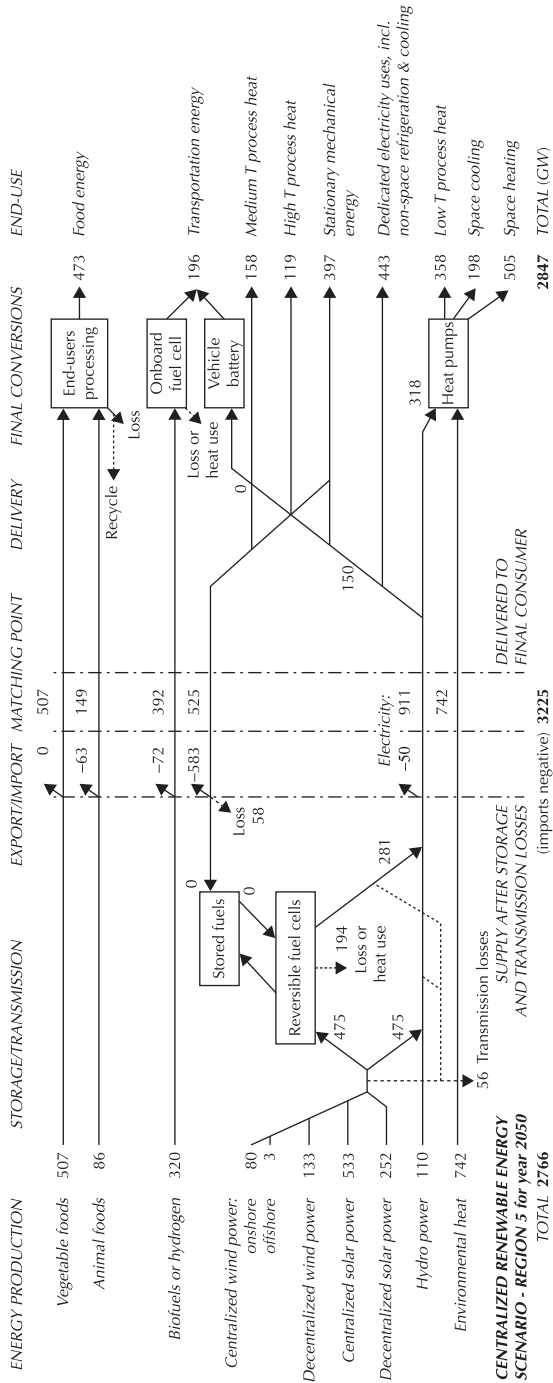 ENERGY PRODUCTION
STORAGE/TRANSMISSION
EXPORT/IMPORT
MATCHING POINT
DELIVERY
FINAL CONVERSIONS
END-USE
Vegetable foods
507
0
507
Animal foods
86
−63
149
End-users
processing
473
Food energy
Recycle
Loss
Biofuels or hydrogen
320
−72
392
Onboard
fuel cell
Loss or
heat use
196
Transportation energy
Vehicle
battery
0
−583
525
Loss
58
Stored fuels
0
0
Centralized wind power:
onshore
80
offshore
3
Reversible fuel cells
194
Loss or
heat use
158
Medium T process heat
Decentralized wind power
133
119
High T process heat
Centralized solar power
533
475
397
Stationary mechanical
energy
Decentralized solar power
252
475
281
150
443
Dedicated electricity uses, incl.
non-space refrigeration & cooling
Hydro power
110
Electricity:
−50
911
318
Heat pumps
358
Low T process heat
Environmental heat
742
742
198
Space cooling
56 Transmission losses
505
Space heating
CENTRALIZED RENEWABLE ENERGY
SCENARIO - REGION 5 for year 2050
SUPPLY AFTER STORAGE
AND TRANSMISSION LOSSES
DELIVERED TO
FINAL CONSUMER
TOTAL 2766
(imports negative) 3225
2847
TOTAL (GW)